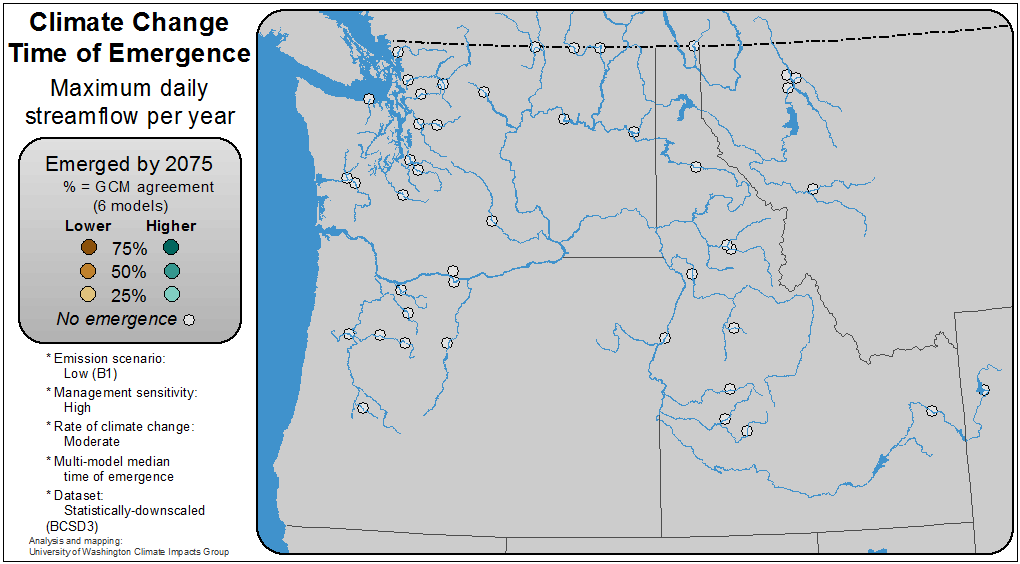 Climate Change
Time of Emergence
Maximum daily
streamflow per year
Emerged by 2075
% = GCM agreement
(6 models)
Lower Higher
75%
50%
25%
No emergence
* Emission scenario:
Low (B1)
* Management sensitivity:
High
* Rate of climate change:
Moderate
* Multi-model median
time of emergence
* Dataset:
Statistically-downscaled
(BCSD3)
Analysis and mapping:
University of Washington Climate Impacts Group